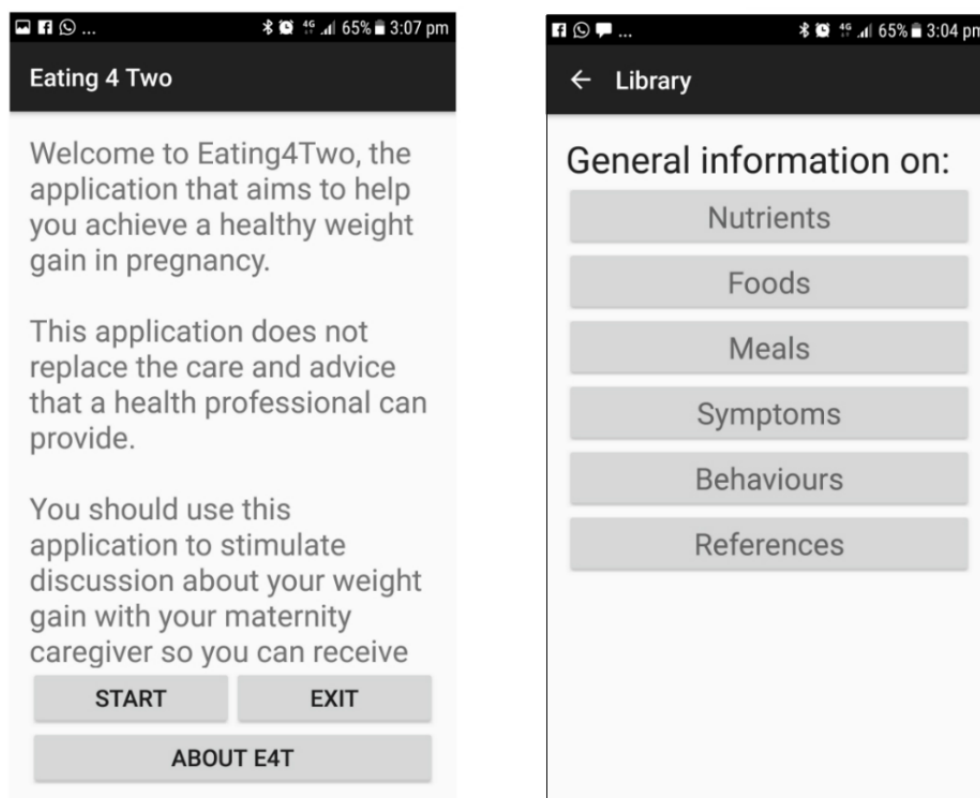 ... 4G 65% 3:07 pm
Eating 4 Two
Welcome to Eating4Two, the
application that aims to help
you achieve a healthy weight
gain in pregnancy.
This application does not
replace the care and advice
that a health professional can
provide.
You should use this
application to stimulate
discussion about your weight
gain with your maternity
caregiver so you can receive
START EXIT
ABOUT E4T
... 4G 65% 3:04 pm
← Library
General information on:
Nutrients
Foods
Meals
Symptoms
Behaviours
References